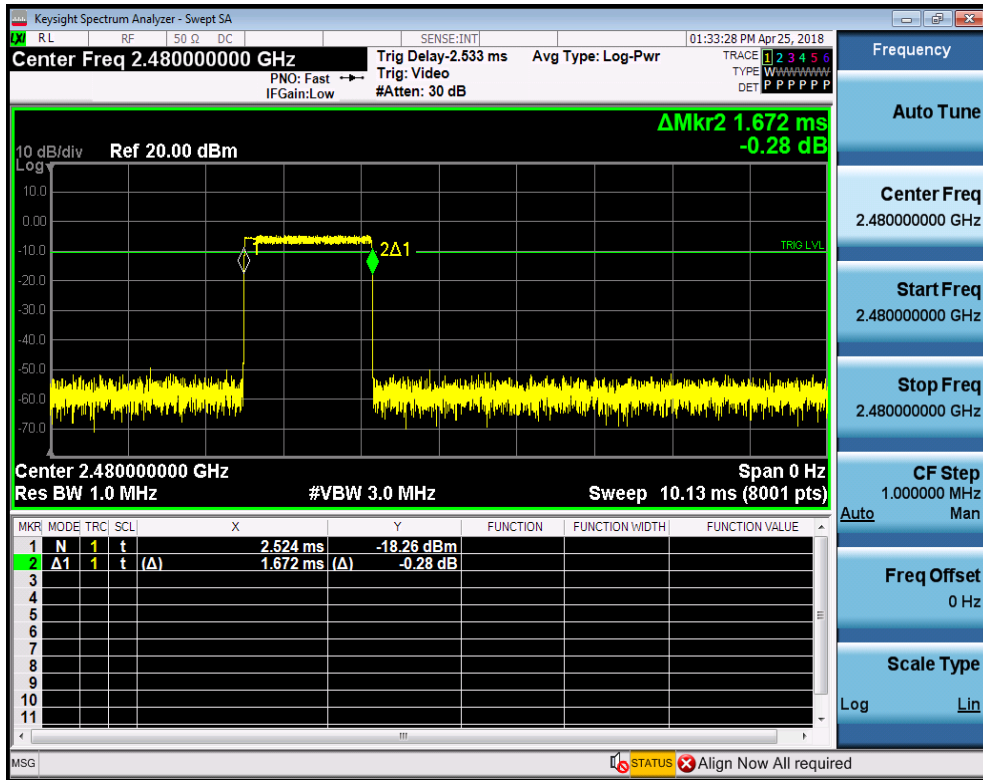 Keysight Spectrum Analyzer - Swept SA
LXI RL RF 50 Ω DC SENSE:INT 01:33:28 PM Apr 25, 2018
Center Freq 2.480000000 GHz
PNO: Fast
IFGain:Low
Trig Delay-2.533 ms
Trig: Video
#Atten: 30 dB
Avg Type: Log-Pwr
TRACE 1 2 3 4 5 6
TYPE WWWWWW
DET P P P P P P
ΔMkr2 1.672 ms
-0.28 dB
10 dB/div Ref 20.00 dBm
Log
10.0
0.00
-10.0
-20.0
-30.0
-40.0
-50.0
-60.0
-70.0
2Δ1
TRIG LVL
Center 2.480000000 GHz Span 0 Hz
Res BW 1.0 MHz #VBW 3.0 MHz Sweep 10.13 ms (8001 pts)
MKR MODE TRC SCL X Y FUNCTION FUNCTION WIDTH FUNCTION VALUE
1 N 1 t 2.524 ms -18.26 dBm
2 Δ1 1 t (Δ) 1.672 ms (Δ) -0.28 dB
3
4
5
6
7
8
9
10
11
MSG STATUS Align Now All required
Frequency
Auto Tune
Center Freq
2.480000000 GHz
Start Freq
2.480000000 GHz
Stop Freq
2.480000000 GHz
CF Step
1.000000 MHz
Auto Man
Freq Offset
0 Hz
Scale Type
Log Lin